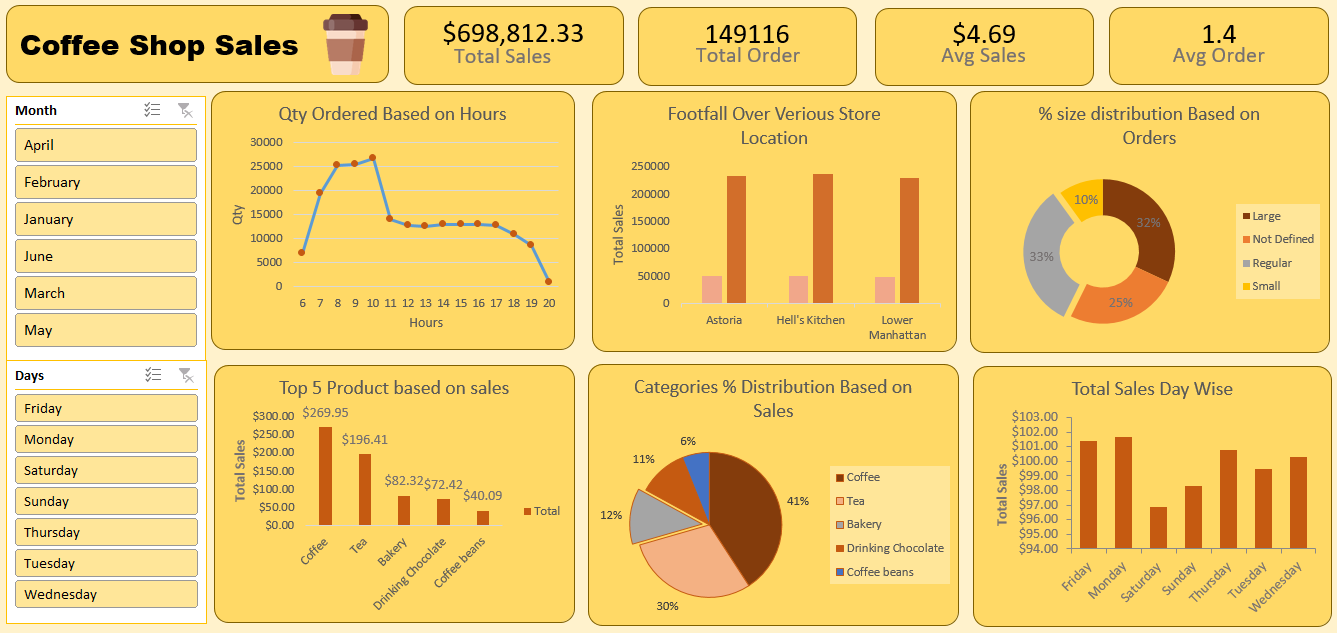 Coffee Shop Sales
$698,812.33
Total Sales
149116
Total Order
$4.69
Avg Sales
1.4
Avg Order
Month
April
February
January
June
March
May
Days
Friday
Monday
Saturday
Sunday
Thursday
Tuesday
Wednesday
Qty Ordered Based on Hours
30000
25000
20000
15000
10000
5000
0
Qty
6 7 8 9 10 11 12 13 14 15 16 17 18 19 20
Hours
Footfall Over Verious Store
Location
250000
200000
150000
100000
50000
0
Total Sales
Astoria Hell's Kitchen Lower
Manhattan
% size distribution Based on
Orders
10%
32%
33%
25%
Large
Not Defined
Regular
Small
Top 5 Product based on sales
$300.00
$250.00
$200.00
$150.00
$100.00
$50.00
$0.00
Total Sales
$269.95
$196.41
$82.32
$72.42
$40.09
Coffee
Tea
Bakery
Drinking Chocolate
Coffee beans
Total
Categories % Distribution Based on
Sales
6%
11%
12%
41%
30%
Coffee
Tea
Bakery
Drinking Chocolate
Coffee beans
Total Sales Day Wise
$103.00
$102.00
$101.00
$100.00
$99.00
$98.00
$97.00
$96.00
$95.00
$94.00
Total Sales
Friday
Monday
Saturday
Sunday
Thursday
Tuesday
Wednesday